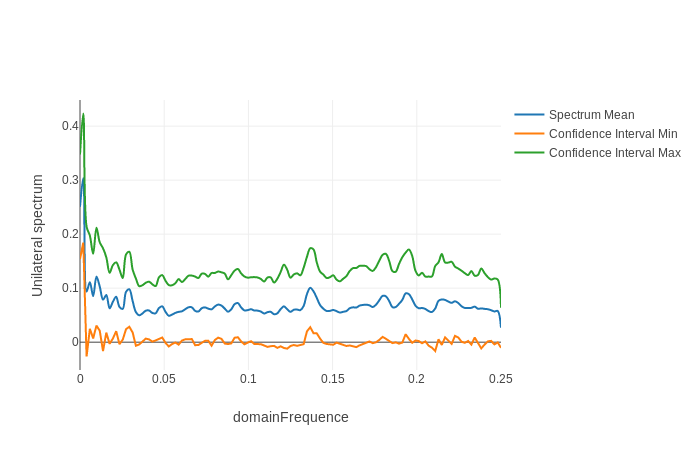 Spectrum Mean
Confidence Interval Min
Confidence Interval Max
Unilateral spectrum
0.4
0.3
0.2
0.1
0
0 0.05 0.1 0.15 0.2 0.25
domainFrequence